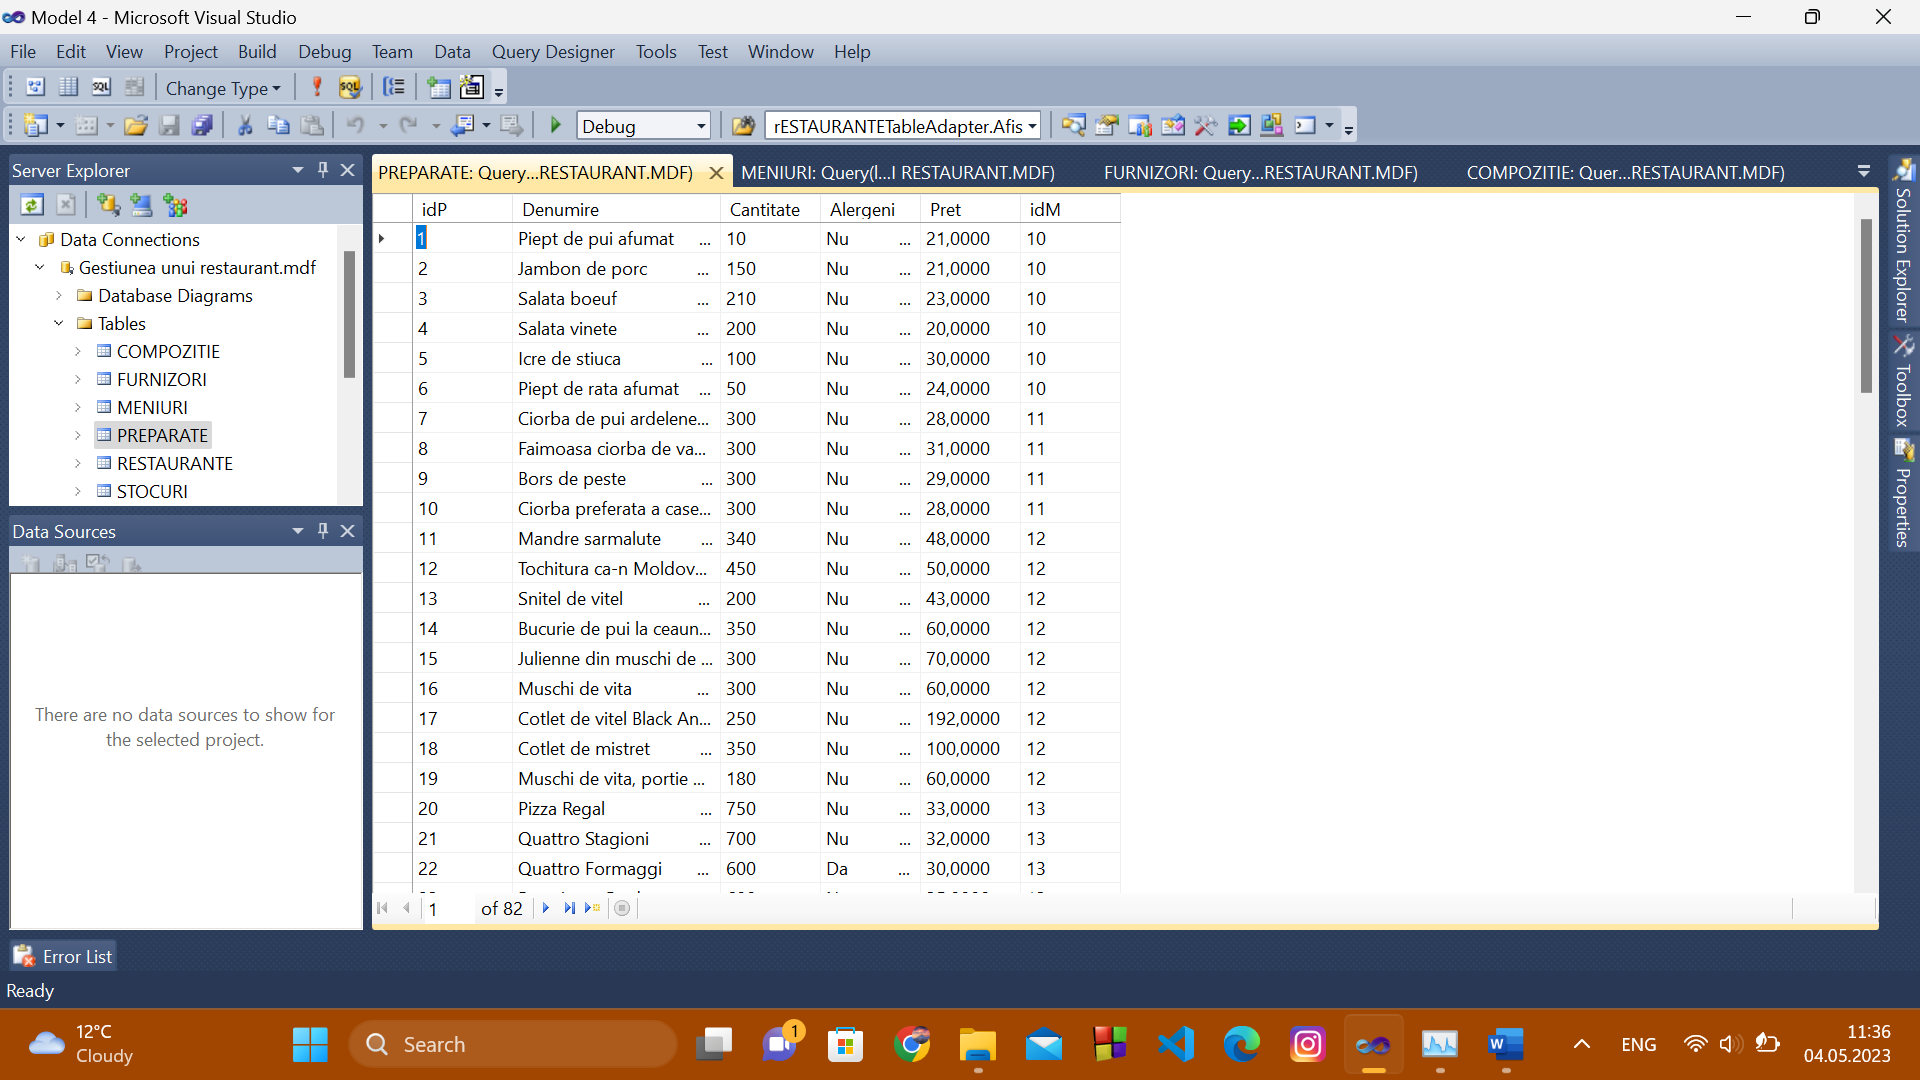 Model 4 - Microsoft Visual Studio
File Edit View Project Build Debug Team Data Query Designer Tools Test Window Help
SQL Change Type SQL
Debug rESTAURANTETableAdapter.Afis
Server Explorer
Data Connections
Gestiunea unui restaurant.mdf
Database Diagrams
Tables
COMPOZITIE
FURNIZORI
MENIURI
PREPARATE
RESTAURANTE
STOCURI
Data Sources
There are no data sources to show for
the selected project.
PREPARATE: Query...RESTAURANT.MDF) MENIURI: Query(l...I RESTAURANT.MDF) FURNIZORI: Query...RESTAURANT.MDF) COMPOZITIE: Quer...RESTAURANT.MDF)
idP Denumire Cantitate Alergeni Pret idM
1 Piept de pui afumat ... 10 Nu ... 21,0000 10
2 Jambon de porc ... 150 Nu ... 21,0000 10
3 Salata boeuf ... 210 Nu ... 23,0000 10
4 Salata vinete ... 200 Nu ... 20,0000 10
5 Icre de stiuca ... 100 Nu ... 30,0000 10
6 Piept de rata afumat ... 50 Nu ... 24,0000 10
7 Ciorba de pui ardelene... 300 Nu ... 28,0000 11
8 Faimoasa ciorba de va... 300 Nu ... 31,0000 11
9 Bors de peste ... 300 Nu ... 29,0000 11
10 Ciorba preferata a case... 300 Nu ... 28,0000 11
11 Mandre sarmalute ... 340 Nu ... 48,0000 12
12 Tochitura ca-n Moldov... 450 Nu ... 50,0000 12
13 Snitel de vitel ... 200 Nu ... 43,0000 12
14 Bucurie de pui la ceaun... 350 Nu ... 60,0000 12
15 Julienne din muschi de ... 300 Nu ... 70,0000 12
16 Muschi de vita ... 300 Nu ... 60,0000 12
17 Cotlet de vitel Black An... 250 Nu ... 192,0000 12
18 Cotlet de mistret ... 350 Nu ... 100,0000 12
19 Muschi de vita, portie ... 180 Nu ... 60,0000 12
20 Pizza Regal ... 750 Nu ... 33,0000 13
21 Quattro Stagioni ... 700 Nu ... 32,0000 13
22 Quattro Formaggi ... 600 Da ... 30,0000 13
1 of 82
Solution Explorer
Toolbox
Properties
Error List
Ready
12°C
Cloudy
Search
1
W
ENG
11:36
04.05.2023